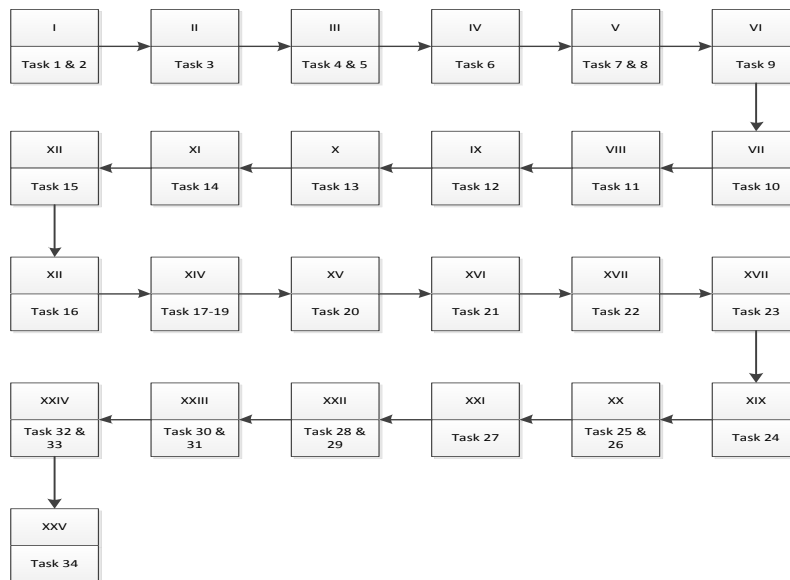 I
Task 1 & 2
II
Task 3
III
Task 4 & 5
IV
Task 6
V
Task 7 & 8
VI
Task 9
VII
Task 10
VIII
Task 11
IX
Task 12
X
Task 13
XI
Task 14
XII
Task 15
XII
Task 16
XIV
Task 17-19
XV
Task 20
XVI
Task 21
XVII
Task 22
XVII
Task 23
XIX
Task 24
XX
Task 25 &
26
XXI
Task 27
XXII
Task 28 &
29
XXIII
Task 30 &
31
XXIV
Task 32 &
33
XXV
Task 34